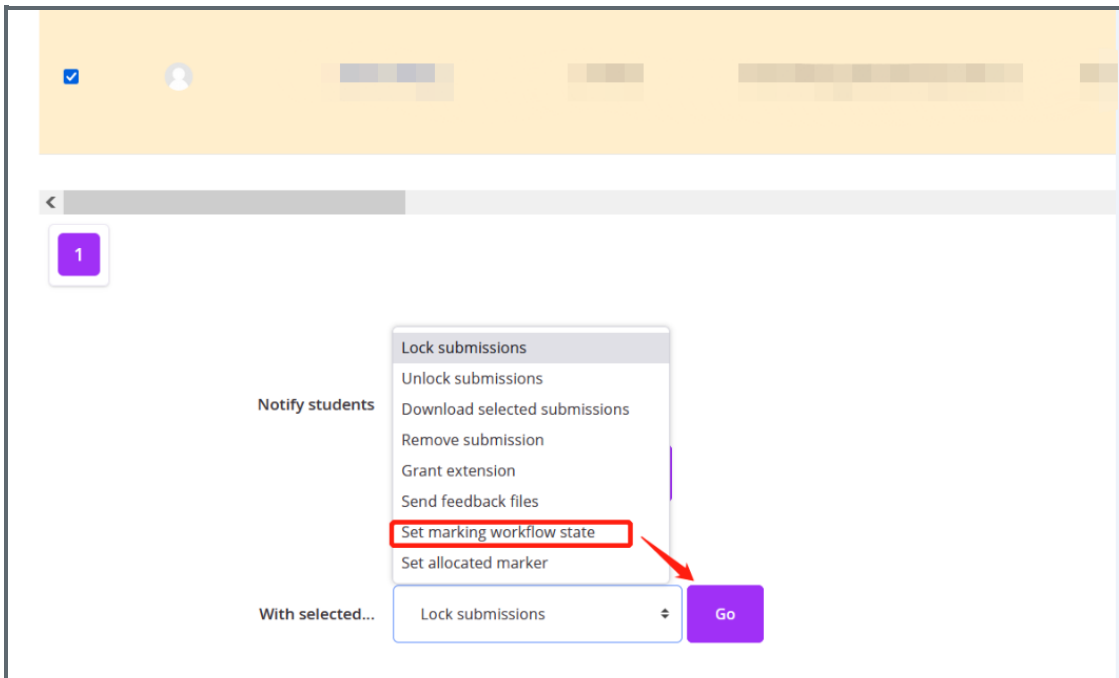 1
Lock submissions
Unlock submissions
Notify students
Download selected submissions
Remove submission
Grant extension
Send feedback files
Set marking workflow state
Set allocated marker
With selected...
Lock submissions
Go